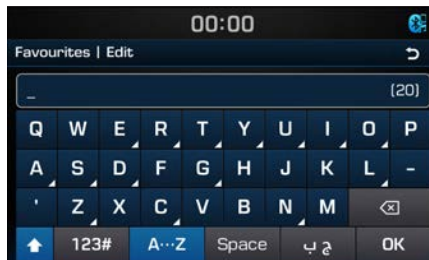 00:00
Favourites | Edit
_ (20)
Q W E R T Y U I O P
A S D F G H J K L -
' Z X C V B N M
123# A···Z Space ج ب OK